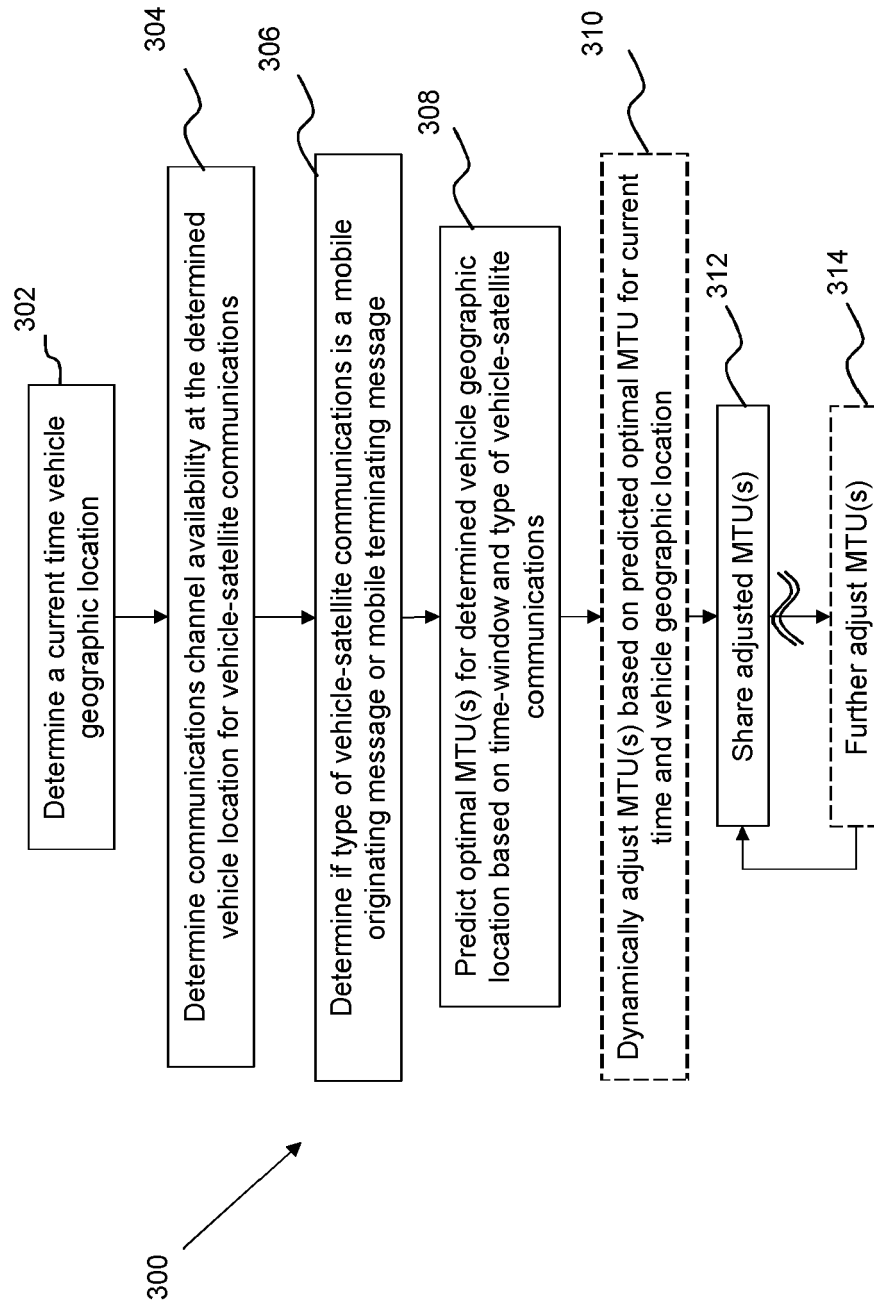 300
302
Determine a current time vehicle
geographic location
304
Determine communications channel availability at the determined
vehicle location for vehicle-satellite communications
306
Determine if type of vehicle-satellite communications is a mobile
originating message or mobile terminating message
308
Predict optimal MTU(s) for determined vehicle geographic
location based on time-window and type of vehicle-satellite
communications
310
Dynamically adjust MTU(s) based on predicted optimal MTU for current
time and vehicle geographic location
312
Share adjusted MTU(s)
314
Further adjust MTU(s)